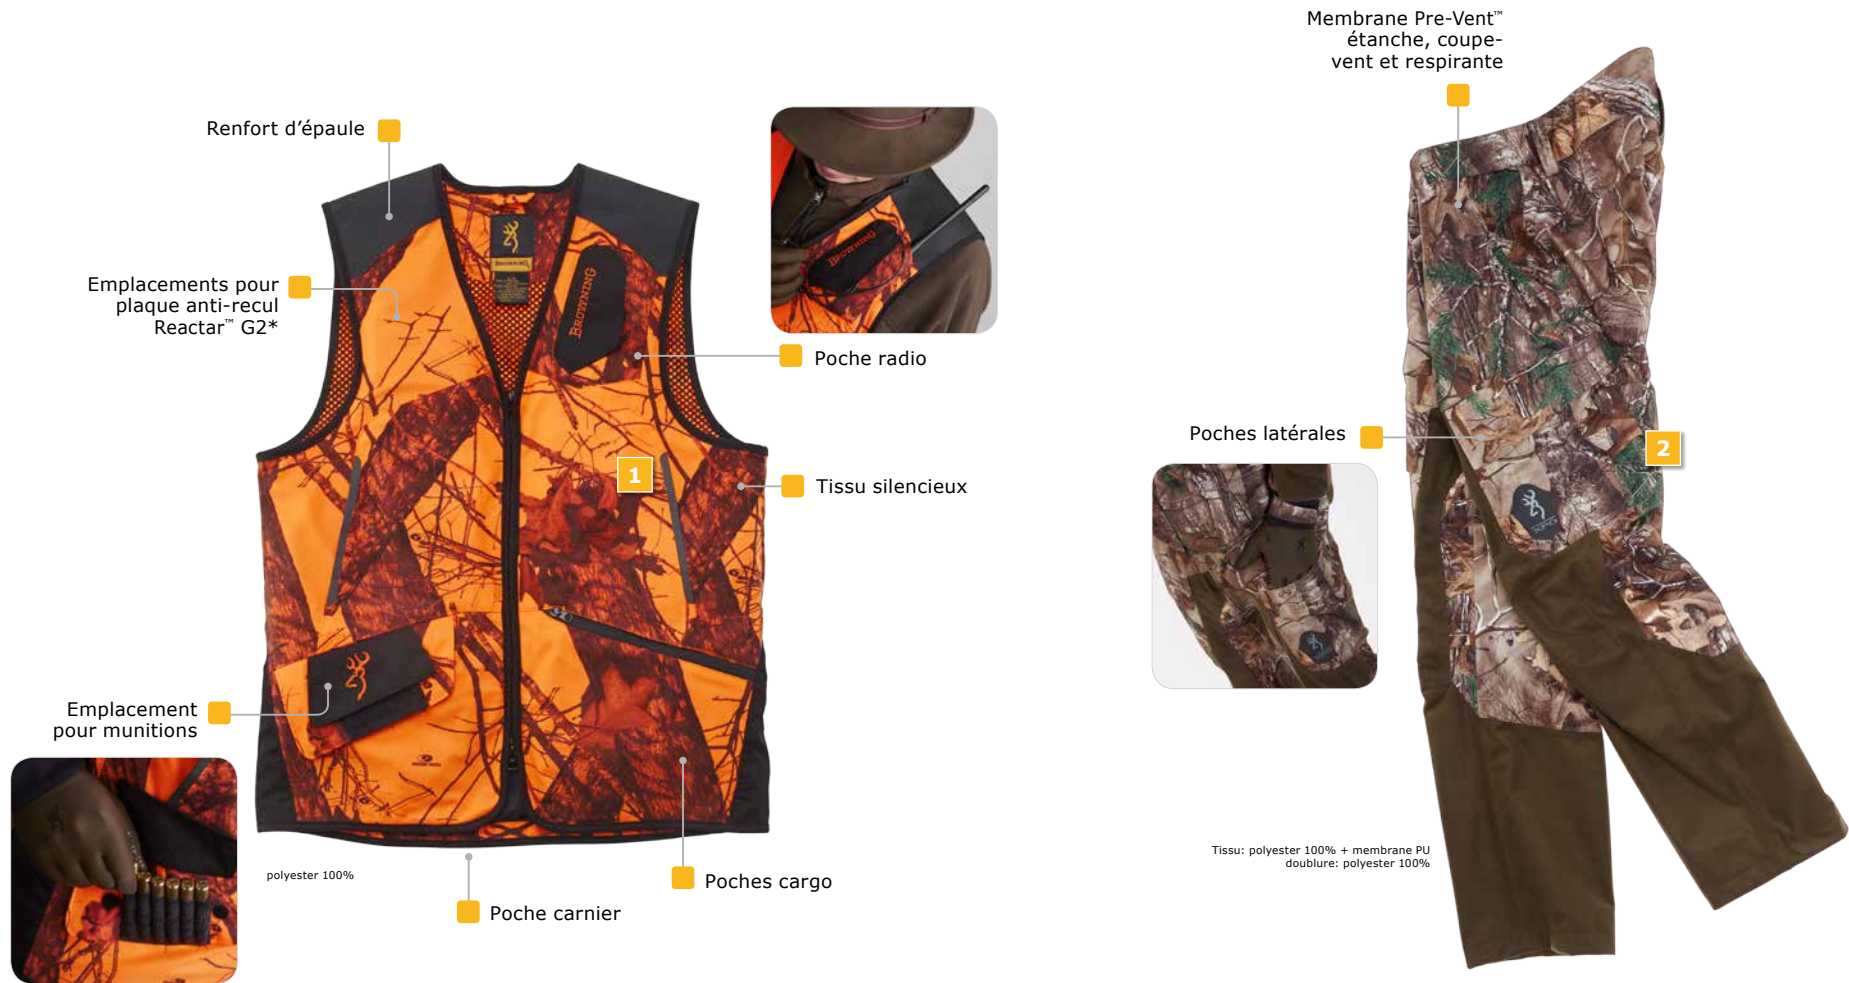 Membrane Pre-Vent™
étanche, coupe-
vent et respirante
Renfort d'épaule
Emplacements pour
plaque anti-recul
Reactar™ G2*
BROWNING
BROWNING
BROWNING
Poche radio
Poches latérales
1
2
Tissu silencieux
Emplacement
pour munitions
polyester 100%
Poches cargo
Poche carnier
Tissu: polyester 100% + membrane PU
doublure: polyester 100%